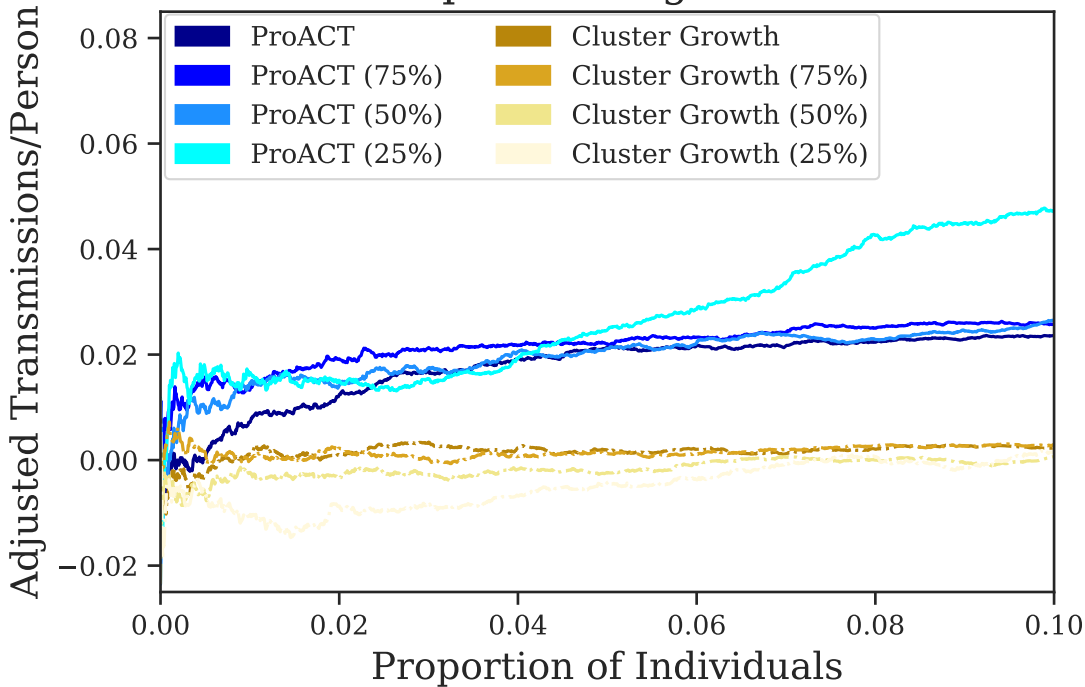 Adjusted Transmissions/Person
0.08
0.06
0.04
0.02
0.00
−0.02
ProACT
ProACT (75%)
ProACT (50%)
ProACT (25%)
Cluster Growth
Cluster Growth (75%)
Cluster Growth (50%)
Cluster Growth (25%)
0.00 0.02 0.04 0.06 0.08 0.10
Proportion of Individuals